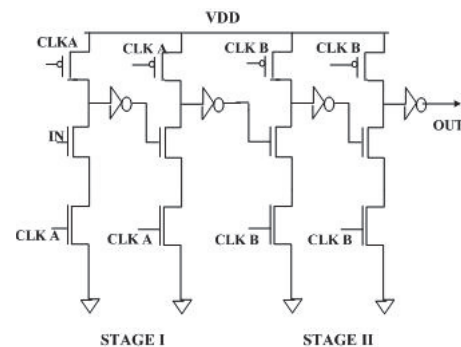 VDD
CLKA
CLK A
CLK B
CLK B
IN
OUT
CLK A
CLK A
CLK B
CLK B
STAGE I
STAGE II